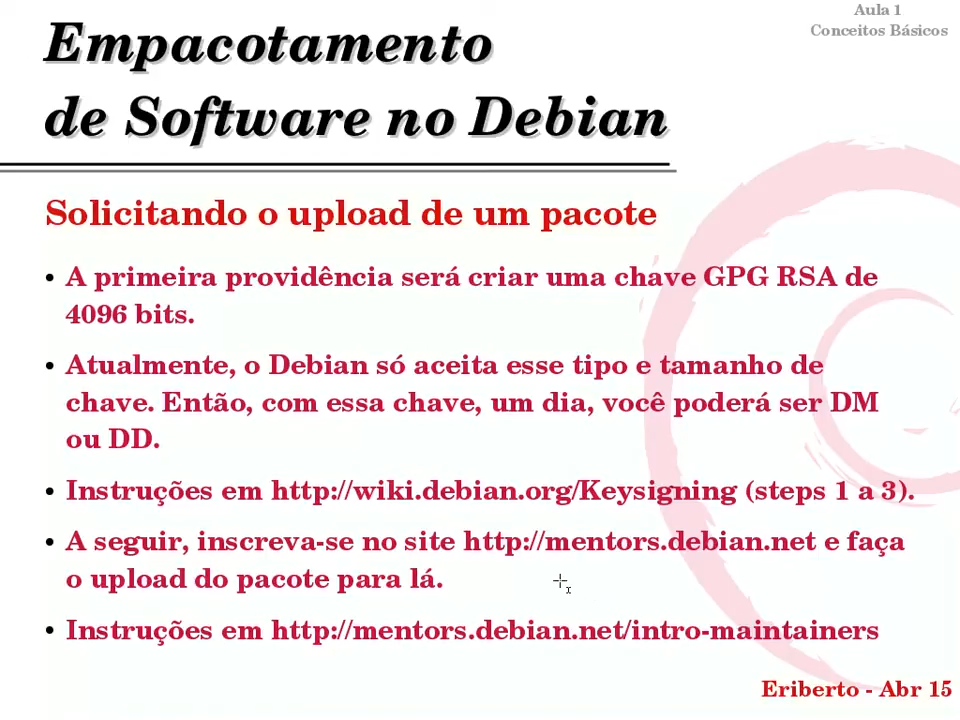 Aula 1
Conceitos Básicos
Empacotamento
de Software no Debian
Solicitando o upload de um pacote
• A primeira providência será criar uma chave GPG RSA de
4096 bits.
• Atualmente, o Debian só aceita esse tipo e tamanho de
chave. Então, com essa chave, um dia, você poderá ser DM
ou DD.
• Instruções em http://wiki.debian.org/Keysigning (steps 1 a 3).
• A seguir, inscreva-se no site http://mentors.debian.net e faça
o upload do pacote para lá.
• Instruções em http://mentors.debian.net/intro-maintainers
Eriberto - Abr 15